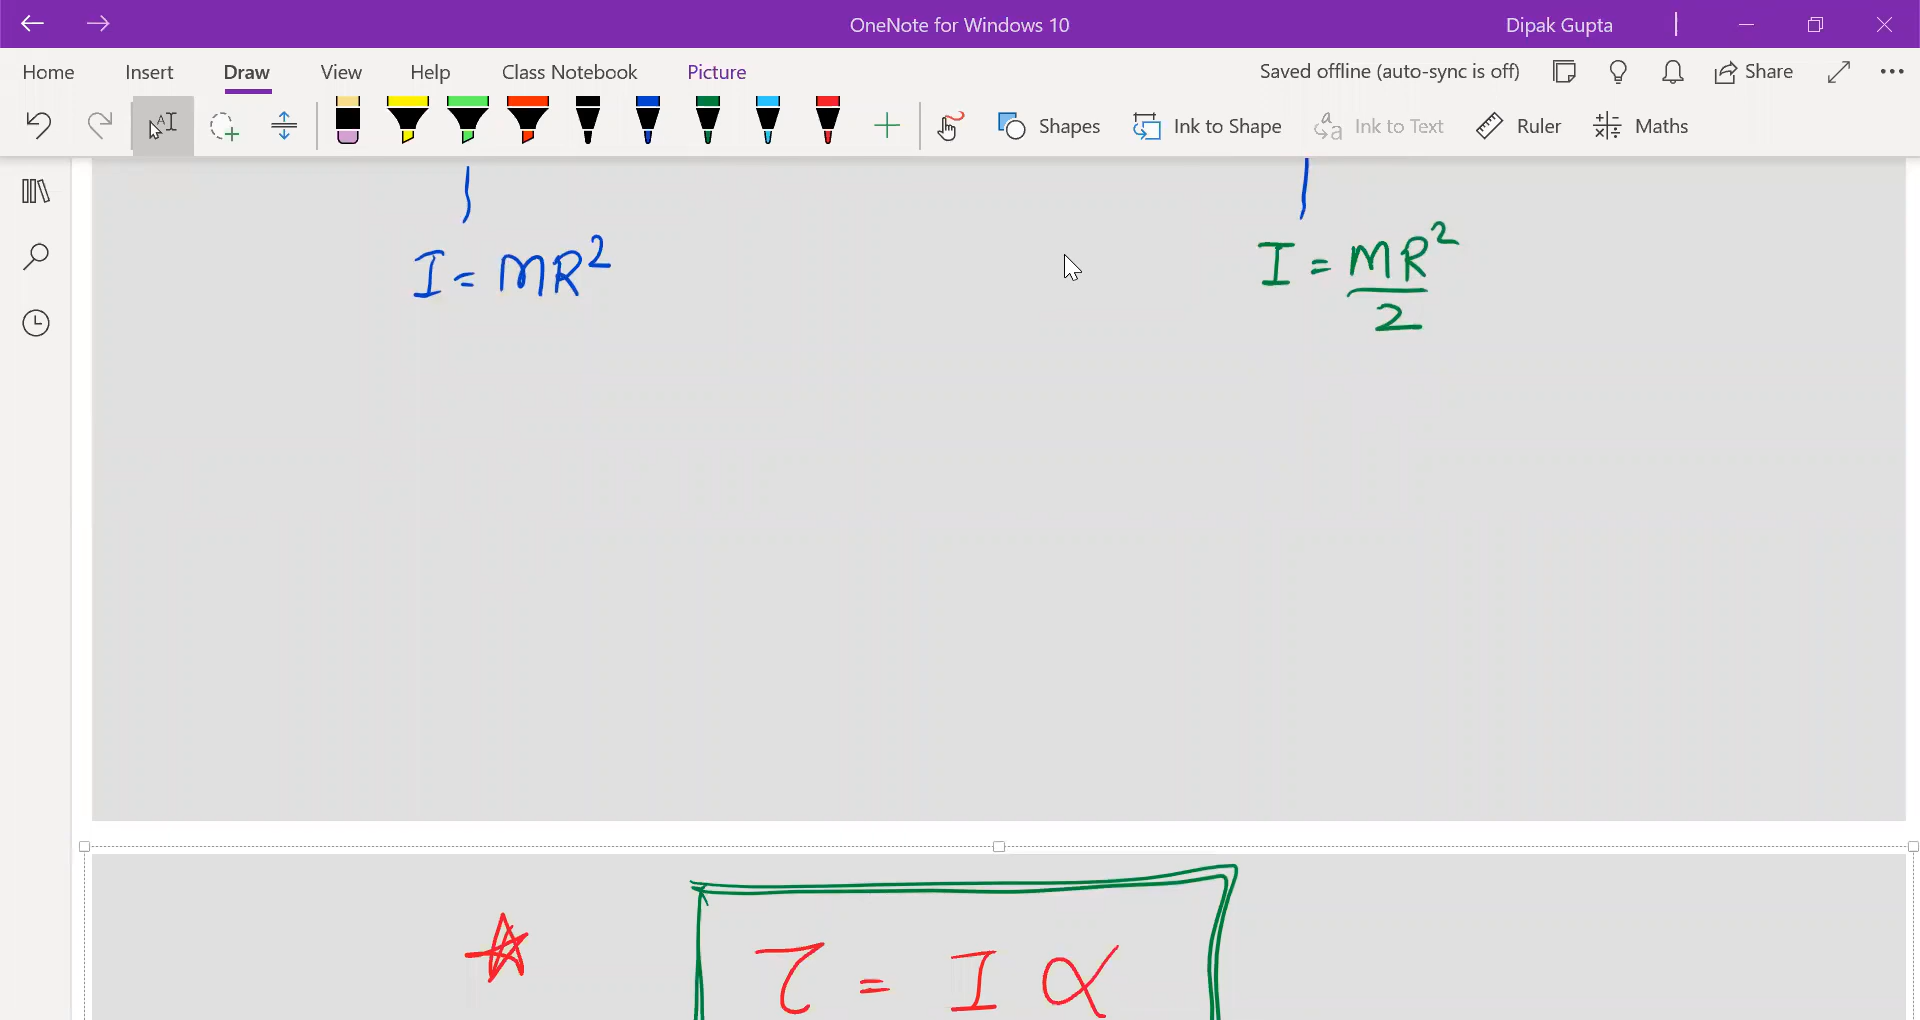 OneNote for Windows 10
Dipak Gupta
Home Insert Draw View Help Class Notebook Picture
Saved offline (auto-sync is off) Share
Shapes Ink to Shape Ink to Text Ruler Maths
I = MR²
I = MR²/2
τ = I α